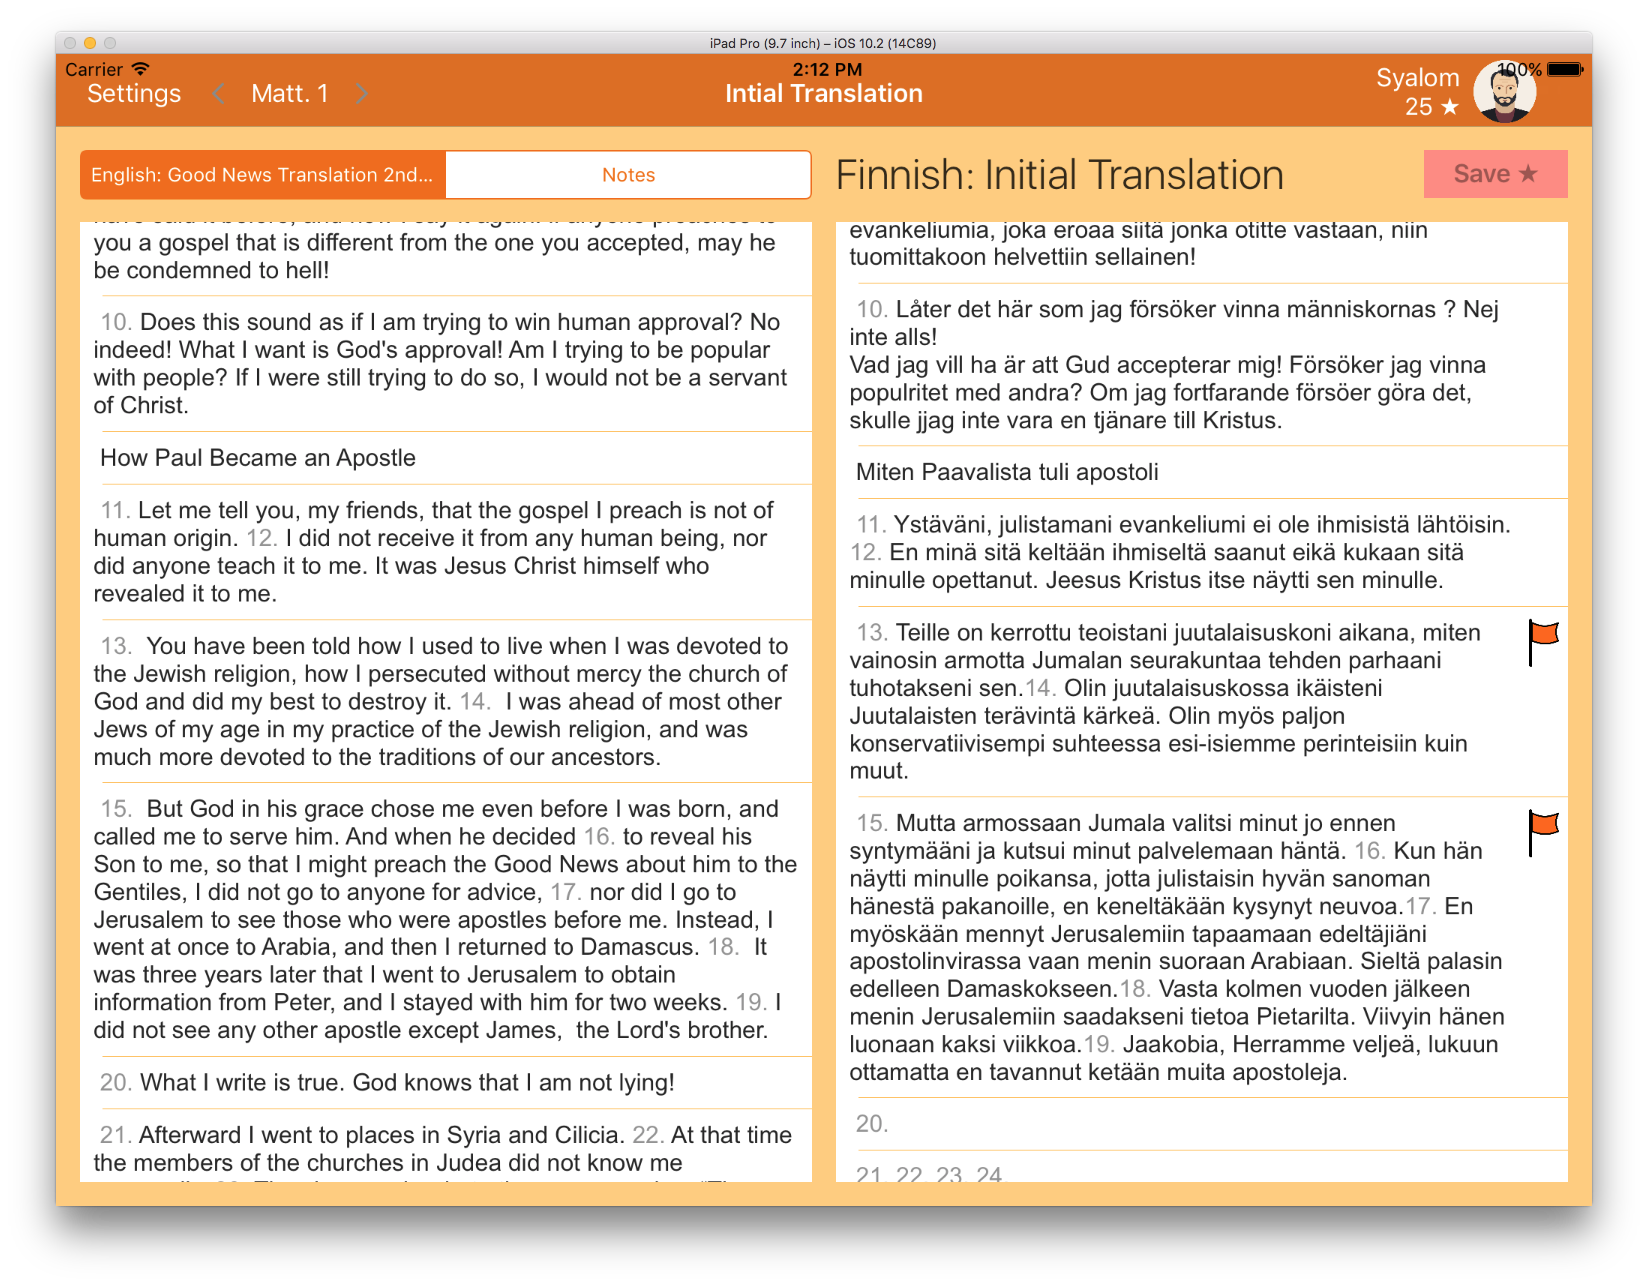 iPad Pro (9.7 inch) – iOS 10.2 (14C89)
Carrier 2:12 PM 100%
Settings < Matt. 1 > Intial Translation Syalom
25 ★
English: Good News Translation 2nd... Notes
Finnish: Initial Translation Save ★
you a gospel that is different from the one you accepted, may he
be condemned to hell!
10. Does this sound as if I am trying to win human approval? No
indeed! What I want is God's approval! Am I trying to be popular
with people? If I were still trying to do so, I would not be a servant
of Christ.
How Paul Became an Apostle
11. Let me tell you, my friends, that the gospel I preach is not of
human origin. 12. I did not receive it from any human being, nor
did anyone teach it to me. It was Jesus Christ himself who
revealed it to me.
13. You have been told how I used to live when I was devoted to
the Jewish religion, how I persecuted without mercy the church of
God and did my best to destroy it. 14. I was ahead of most other
Jews of my age in my practice of the Jewish religion, and was
much more devoted to the traditions of our ancestors.
15. But God in his grace chose me even before I was born, and
called me to serve him. And when he decided 16. to reveal his
Son to me, so that I might preach the Good News about him to the
Gentiles, I did not go to anyone for advice, 17. nor did I go to
Jerusalem to see those who were apostles before me. Instead, I
went at once to Arabia, and then I returned to Damascus. 18. It
was three years later that I went to Jerusalem to obtain
information from Peter, and I stayed with him for two weeks. 19. I
did not see any other apostle except James, the Lord's brother.
20. What I write is true. God knows that I am not lying!
21. Afterward I went to places in Syria and Cilicia. 22. At that time
the members of the churches in Judea did not know me
evankeliumia, joka eroaa siitä jonka otitte vastaan, niin
tuomittakoon helvettiin sellainen!
10. Låter det här som jag försöker vinna människornas ? Nej
inte alls!
Vad jag vill ha är att Gud accepterar mig! Försöker jag vinna
populritet med andra? Om jag fortfarande försöer göra det,
skulle jjag inte vara en tjänare till Kristus.
Miten Paavalista tuli apostoli
11. Ystäväni, julistamani evankeliumi ei ole ihmisistä lähtöisin.
12. En minä sitä keltään ihmiseltä saanut eikä kukaan sitä
minulle opettanut. Jeesus Kristus itse näytti sen minulle.
13. Teille on kerrottu teoistani juutalaisuskoni aikana, miten
vainosin armotta Jumalan seurakuntaa tehden parhaani
tuhotakseni sen.14. Olin juutalaisuskossa ikäisteni
Juutalaisten terävintä kärkeä. Olin myös paljon
konservatiivisempi suhteessa esi-isiemme perinteisiin kuin
muut.
15. Mutta armossaan Jumala valitsi minut jo ennen
syntymääni ja kutsui minut palvelemaan häntä. 16. Kun hän
näytti minulle poikansa, jotta julistaisin hyvän sanoman
hänestä pakanoille, en keneltäkään kysynyt neuvoa.17. En
myöskään mennyt Jerusalemiin tapaamaan edeltäjiäni
apostolinvirassa vaan menin suoraan Arabiaan. Sieltä palasin
edelleen Damaskokseen.18. Vasta kolmen vuoden jälkeen
menin Jerusalemiin saadakseni tietoa Pietarilta. Viivyin hänen
luonaan kaksi viikkoa.19. Jaakobia, Herramme veljeä, lukuun
ottamatta en tavannut ketään muita apostoleja.
20.
21. 22. 23. 24